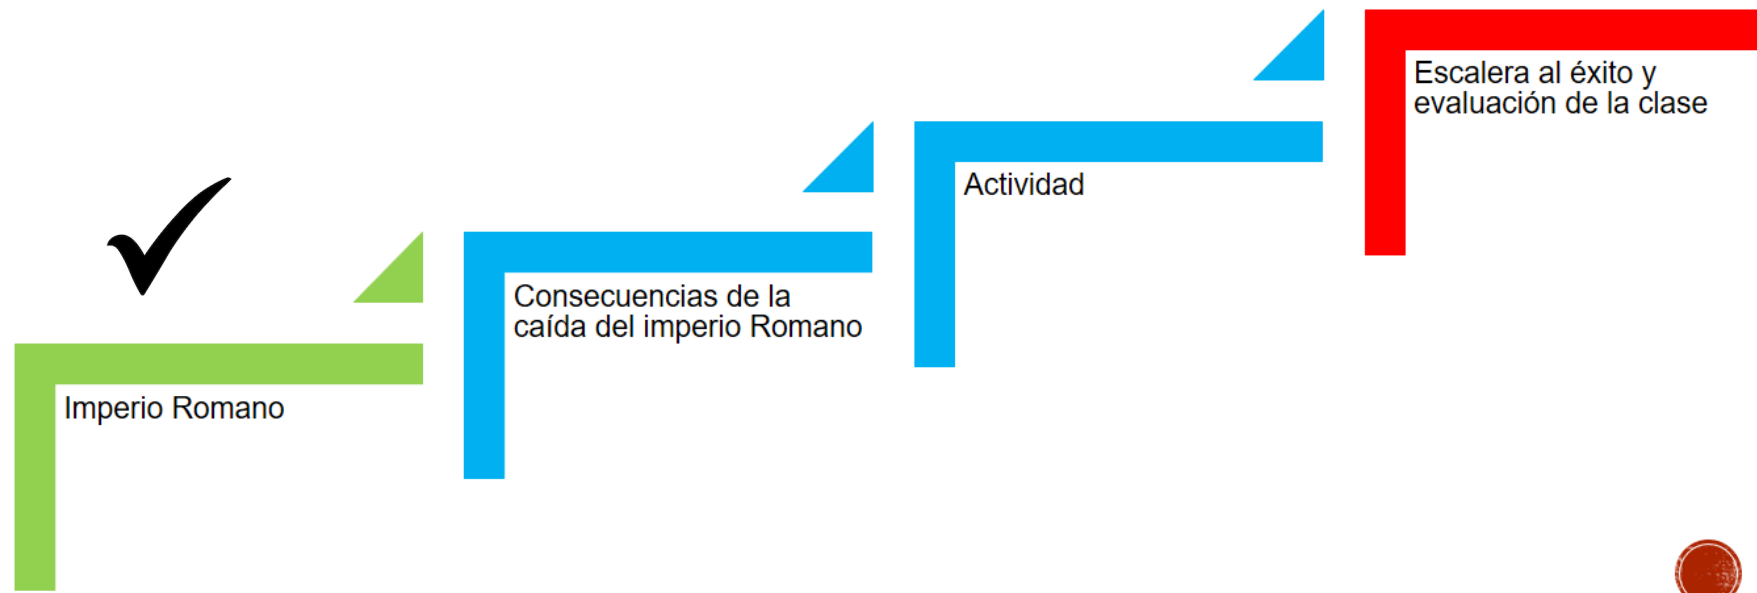 Imperio Romano
Consecuencias de la
caída del imperio Romano
Actividad
Escalera al éxito y
evaluación de la clase